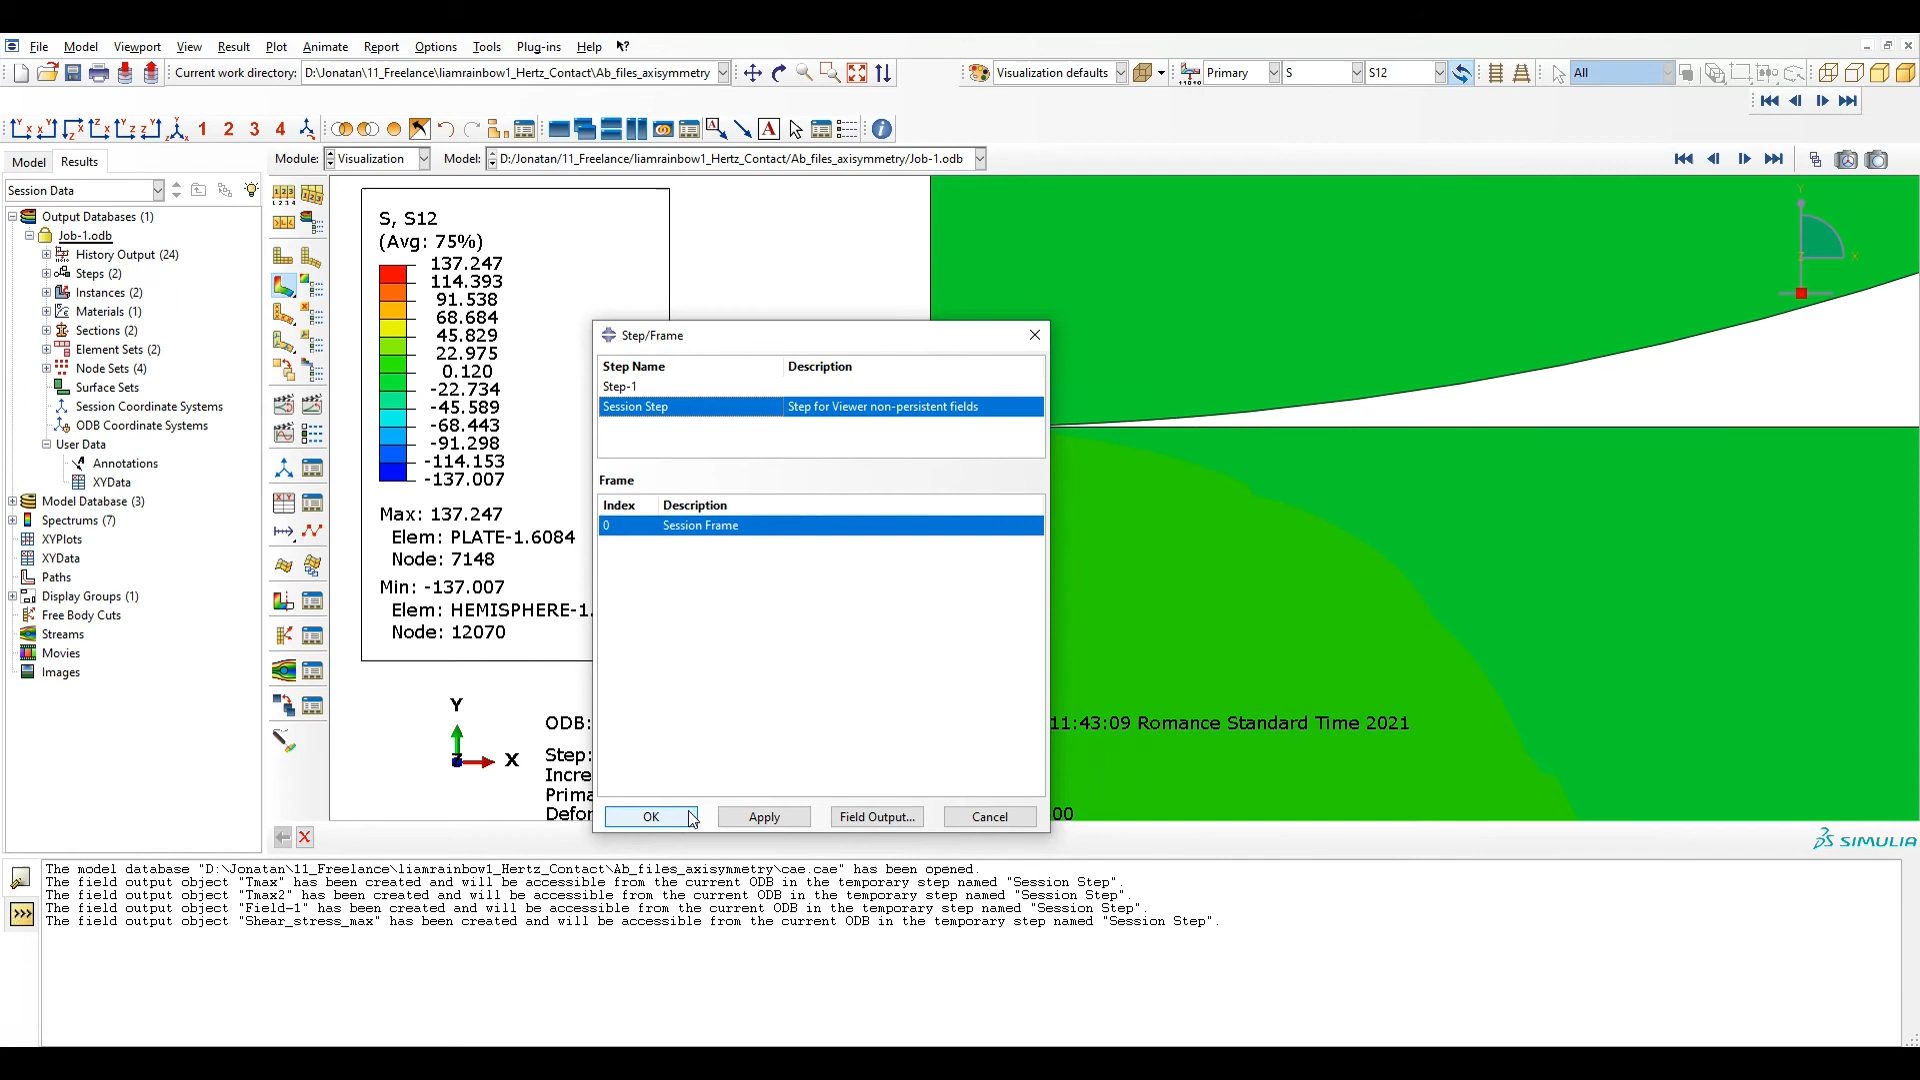 File Model Viewport View Result Plot Animate Report Options Tools Plug-ins Help
Current work directory: D:\Jonatan\11_Freelance\liamrainbow1_Hertz_Contact\Ab_files_axisymmetry Visualization defaults Primary S S12 All
1 2 3 4
Model Results Module: Visualization Model: D:/Jonatan/11_Freelance/liamrainbow1_Hertz_Contact/Ab_files_axisymmetry/Job-1.odb
Session Data
Output Databases (1)
Job-1.odb
History Output (24)
Steps (2)
Instances (2)
Materials (1)
Sections (2)
Element Sets (2)
Node Sets (4)
Surface Sets
Session Coordinate Systems
ODB Coordinate Systems
User Data
Annotations
XYData
Model Database (3)
Spectrums (7)
XYPlots
XYData
Paths
Display Groups (1)
Free Body Cuts
Streams
Movies
Images
S, S12
(Avg: 75%)
137.247
114.393
91.538
68.684
45.829
22.975
0.120
-22.734
-45.589
-68.443
-91.298
-114.153
-137.007
Max: 137.247
Elem: PLATE-1.6084
Node: 7148
Min: -137.007
Elem: HEMISPHERE-1.
Node: 12070
Y
X
Z
ODB: 11:43:09 Romance Standard Time 2021
Step:
Incre
Prima
Defor 00
Step/Frame
Step Name Description
Step-1
Session Step Step for Viewer non-persistent fields
Frame
Index Description
0 Session Frame
OK Apply Field Output... Cancel
Y
X
Z
SIMULIA
The model database "D:\Jonatan\11_Freelance\liamrainbow1_Hertz_Contact\Ab_files_axisymmetry\cae.cae" has been opened.
The field output object "Tmax" has been created and will be accessible from the current ODB in the temporary step named "Session Step".
The field output object "Tmax2" has been created and will be accessible from the current ODB in the temporary step named "Session Step".
The field output object "Field-1" has been created and will be accessible from the current ODB in the temporary step named "Session Step".
The field output object "Shear_stress_max" has been created and will be accessible from the current ODB in the temporary step named "Session Step".